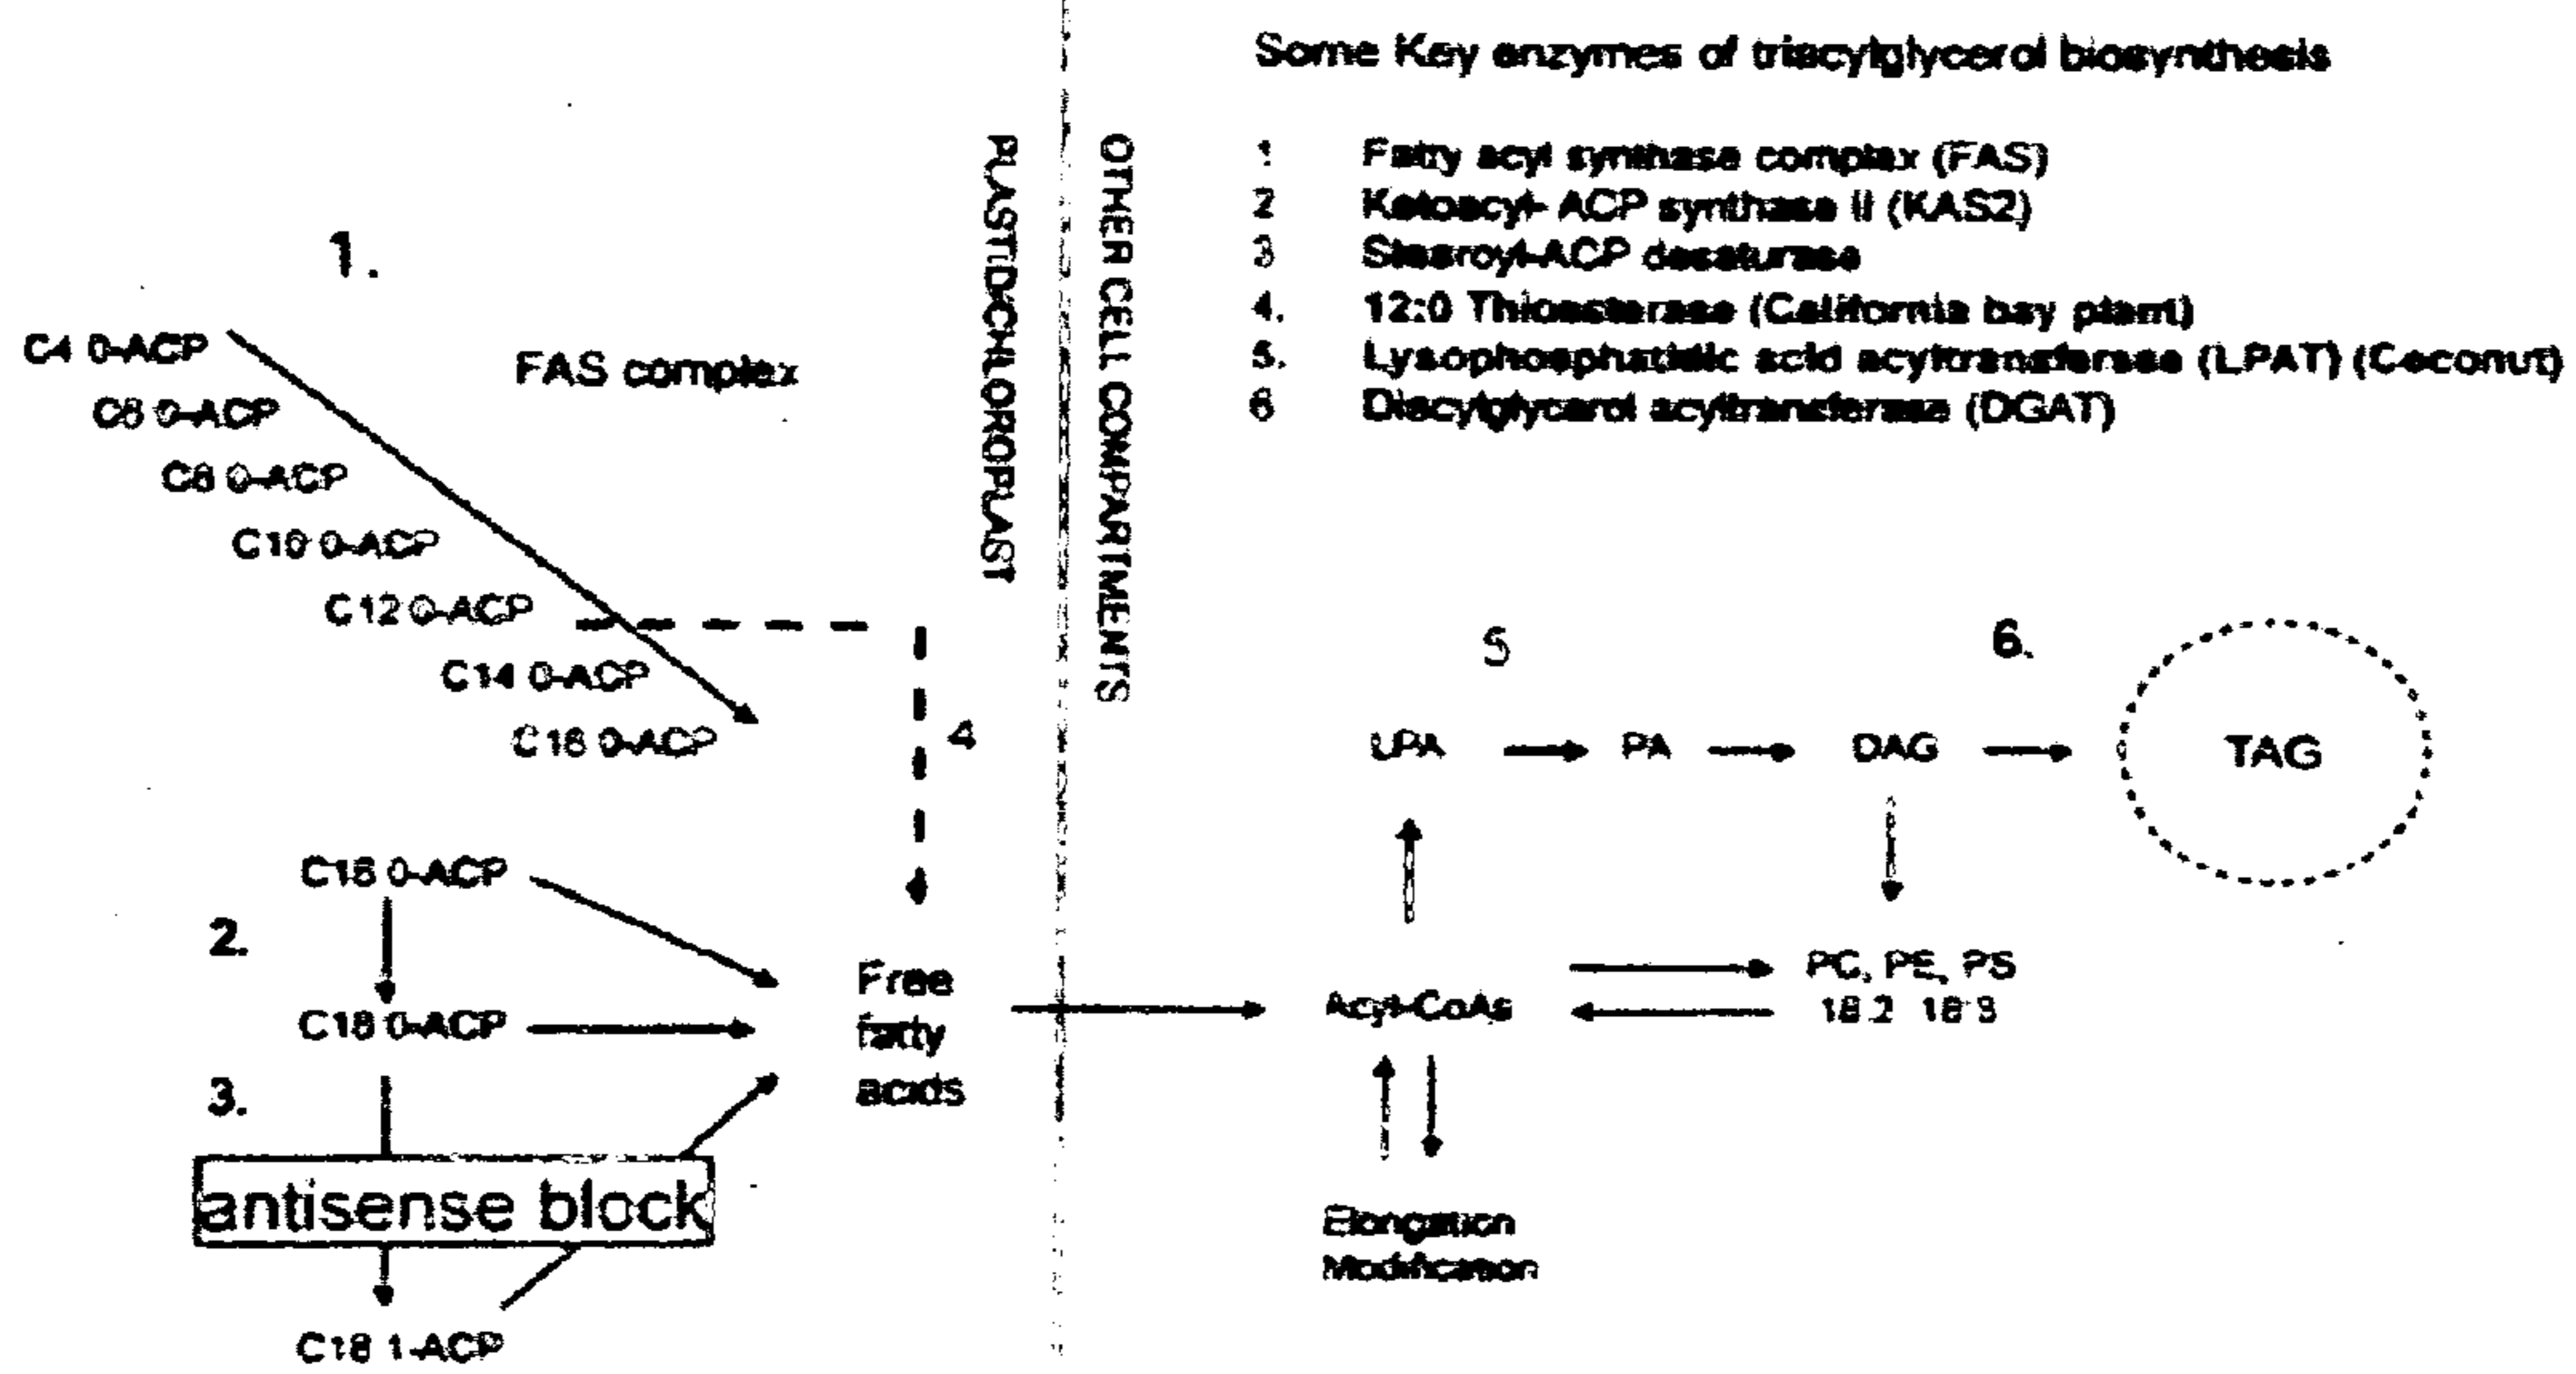 Some Key enzymes of triacylglycerol biosynthesis
1 Fatty acyl synthase complex (FAS)
2 Ketoacyl- ACP synthase II (KAS2)
3 Stearoyl-ACP desaturase
4. 12:0 Thioesterase (California bay plant)
5. Lysophosphatidic acid acyltransferase (LPAT) (Coconut)
6 Diacylglycerol acyltransferase (DGAT)
PLASTID/CHLOROPLAST
OTHER CELL COMPARTMENTS
1.
FAS complex
C4 0-ACP
C6 0-ACP
C8 0-ACP
C10 0-ACP
C12 0-ACP
C14 0-ACP
C16 0-ACP
4
C16 0-ACP
2.
C18 0-ACP
3.
antisense block
C18 1-ACP
Free
fatty
acids
5
6.
LPA
PA
DAG
TAG
Acyl-CoAs
PC, PE, PS
18 2 18 3
Elongation
Modification